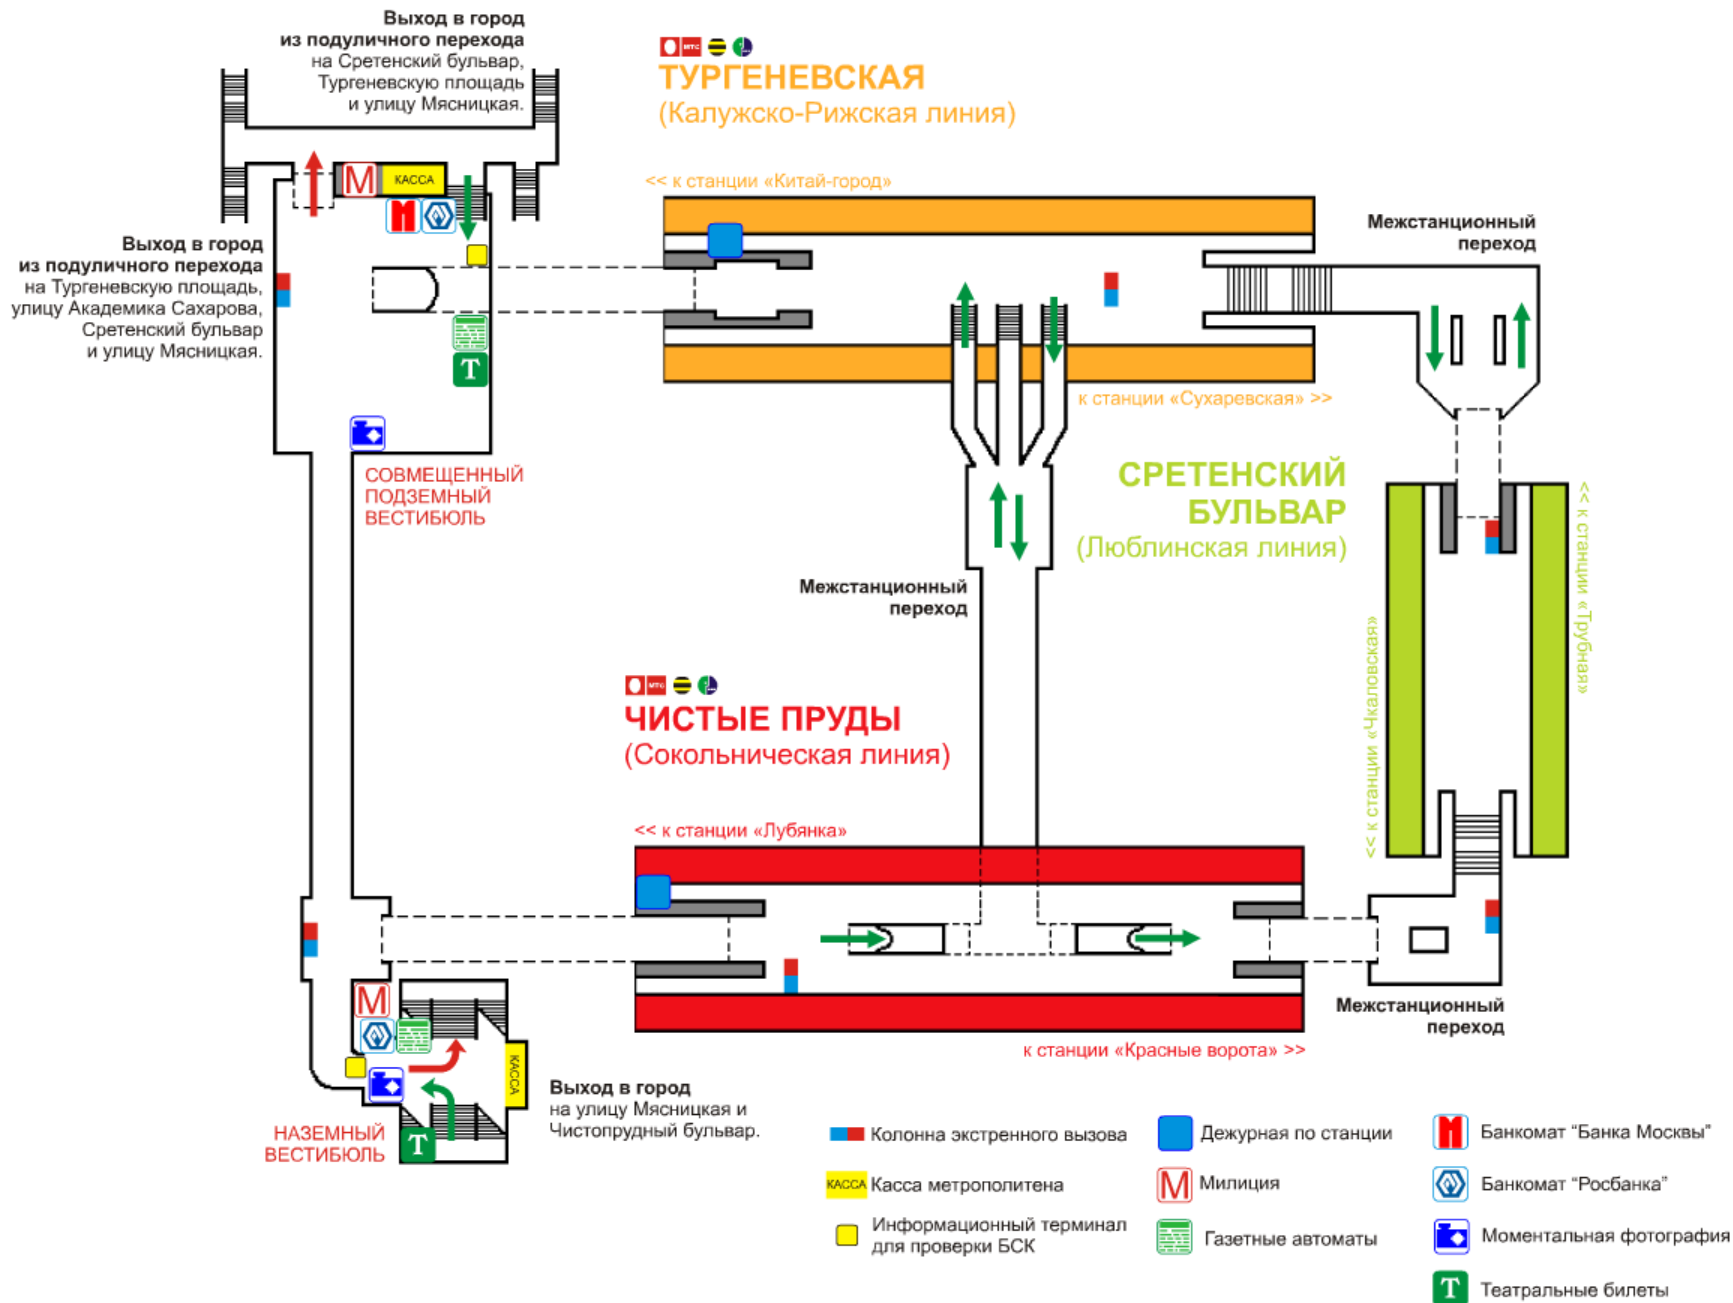 Выход в город
из подуличного перехода
на Сретенский бульвар,
Тургеневскую площадь
и улицу Мясницкая.
МТС
ТУРГЕНЕВСКАЯ
(Калужско-Рижская линия)
М
КАССА
<< к станции «Китай-город»
Межстанционный
переход
Выход в город
из подуличного перехода
на Тургеневскую площадь,
улицу Академика Сахарова,
Сретенский бульвар
и улицу Мясницкая.
Т
к станции «Сухаревская» >>
СОВМЕЩЕННЫЙ
ПОДЗЕМНЫЙ
ВЕСТИБЮЛЬ
СРЕТЕНСКИЙ
БУЛЬВАР
(Люблинская линия)
<< к станции «Трубная»
Межстанционный
переход
<< к станции «Чкаловская»
МТС
ЧИСТЫЕ ПРУДЫ
(Сокольническая линия)
<< к станции «Лубянка»
М
Межстанционный
переход
к станции «Красные ворота» >>
КАССА
Выход в город
на улицу Мясницкая и
Чистопрудный бульвар.
НАЗЕМНЫЙ
ВЕСТИБЮЛЬ
Т
Колонна экстренного вызова
КАССА Касса метрополитена
Информационный терминал
для проверки БСК
Дежурная по станции
М Милиция
Газетные автоматы
Банкомат “Банка Москвы”
Банкомат “Росбанка”
Моментальная фотография
Т Театральные билеты